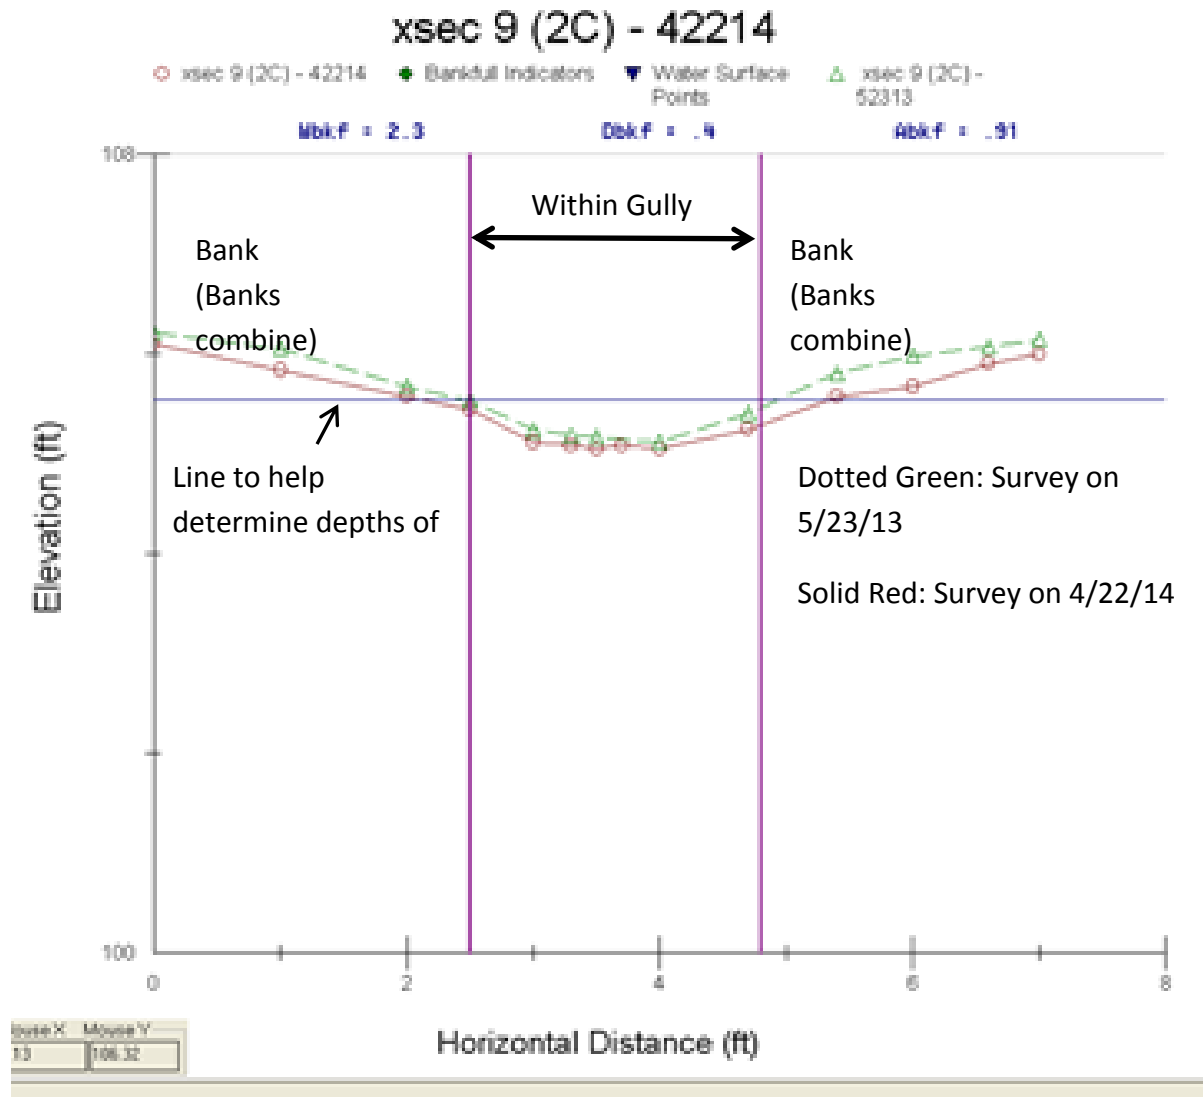 xsec 9 (2C) - 42214
xsec 9 (2C) - 42214 Bankfull Indicators Water Surface Points xsec 9 (2C) - 52313
Wbkf = 2.3 Dbkf = .4 Abkf = .91
108
Within Gully
Bank
(Banks
combine)
Bank
(Banks
combine)
Line to help
determine depths of
Dotted Green: Survey on
5/23/13
Solid Red: Survey on 4/22/14
Elevation (ft)
100
0 2 4 6 8
Horizontal Distance (ft)
Mouse Y
13 106.32